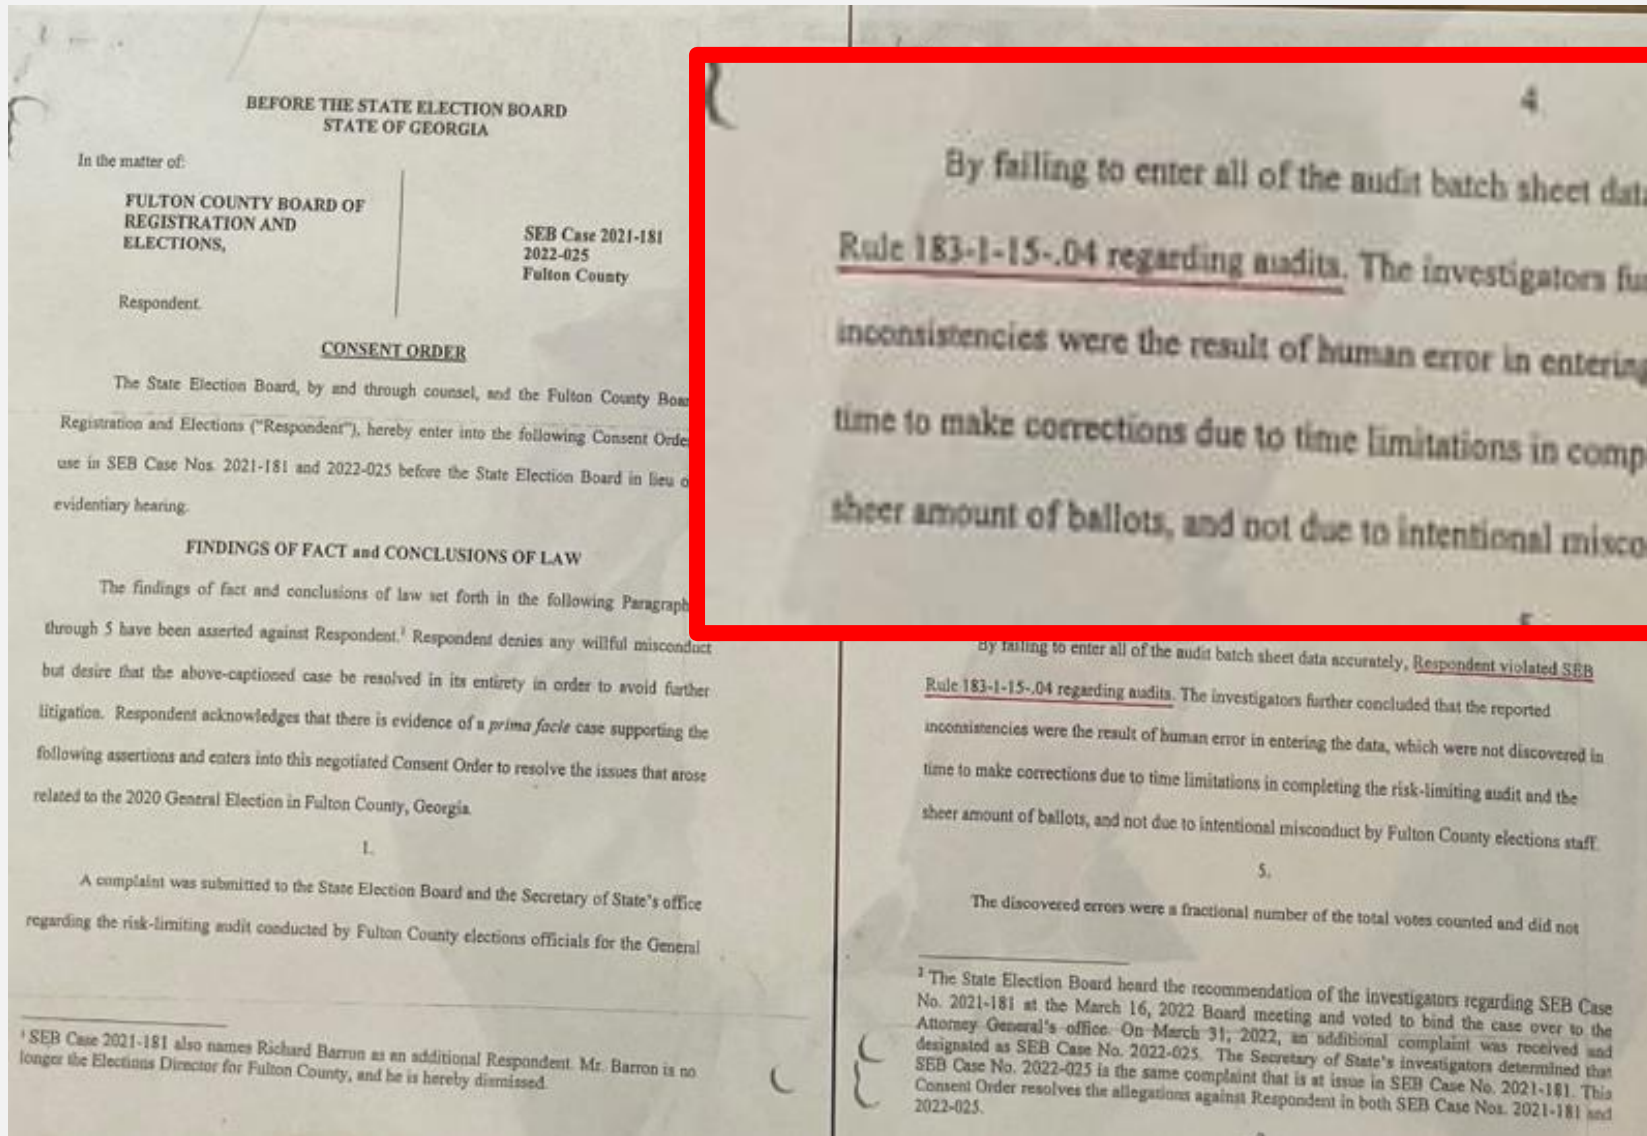 BEFORE THE STATE ELECTION BOARD
STATE OF GEORGIA
In the matter of:
FULTON COUNTY BOARD OF
REGISTRATION AND
ELECTIONS,
Respondent.
SEB Case 2021-181
2022-025
Fulton County
CONSENT ORDER
The State Election Board, by and through counsel, and the Fulton County Boar
Registration and Elections ("Respondent"), hereby enter into the following Consent Orde
use in SEB Case Nos. 2021-181 and 2022-025 before the State Election Board in lieu o
evidentiary hearing.
FINDINGS OF FACT and CONCLUSIONS OF LAW
The findings of fact and conclusions of law set forth in the following Paragraph
through 5 have been asserted against Respondent.¹ Respondent denies any willful misconduct
but desire that the above-captioned case be resolved in its entirety in order to avoid further
litigation. Respondent acknowledges that there is evidence of a prima facie case supporting the
following assertions and enters into this negotiated Consent Order to resolve the issues that arose
related to the 2020 General Election in Fulton County, Georgia.
1.
A complaint was submitted to the State Election Board and the Secretary of State's office
regarding the risk-limiting audit conducted by Fulton County elections officials for the General
¹ SEB Case 2021-181 also names Richard Barron as an additional Respondent. Mr. Barron is no
longer the Elections Director for Fulton County, and he is hereby dismissed.
4
By failing to enter all of the audit batch sheet data
Rule 183-1-15-.04 regarding audits. The investigators fur
inconsistencies were the result of human error in entering
time to make corrections due to time limitations in comp
sheer amount of ballots, and not due to intentional misco
By failing to enter all of the audit batch sheet data accurately, Respondent violated SEB
Rule 183-1-15-.04 regarding audits. The investigators further concluded that the reported
inconsistencies were the result of human error in entering the data, which were not discovered in
time to make corrections due to time limitations in completing the risk-limiting audit and the
sheer amount of ballots, and not due to intentional misconduct by Fulton County elections staff.
5.
The discovered errors were a fractional number of the total votes counted and did not
² The State Election Board heard the recommendation of the investigators regarding SEB Case
No. 2021-181 at the March 16, 2022 Board meeting and voted to bind the case over to the
Attorney General's office. On March 31, 2022, an additional complaint was received and
designated as SEB Case No. 2022-025. The Secretary of State's investigators determined that
SEB Case No. 2022-025 is the same complaint that is at issue in SEB Case No. 2021-181. This
Consent Order resolves the allegations against Respondent in both SEB Case Nos. 2021-181 and
2022-025.